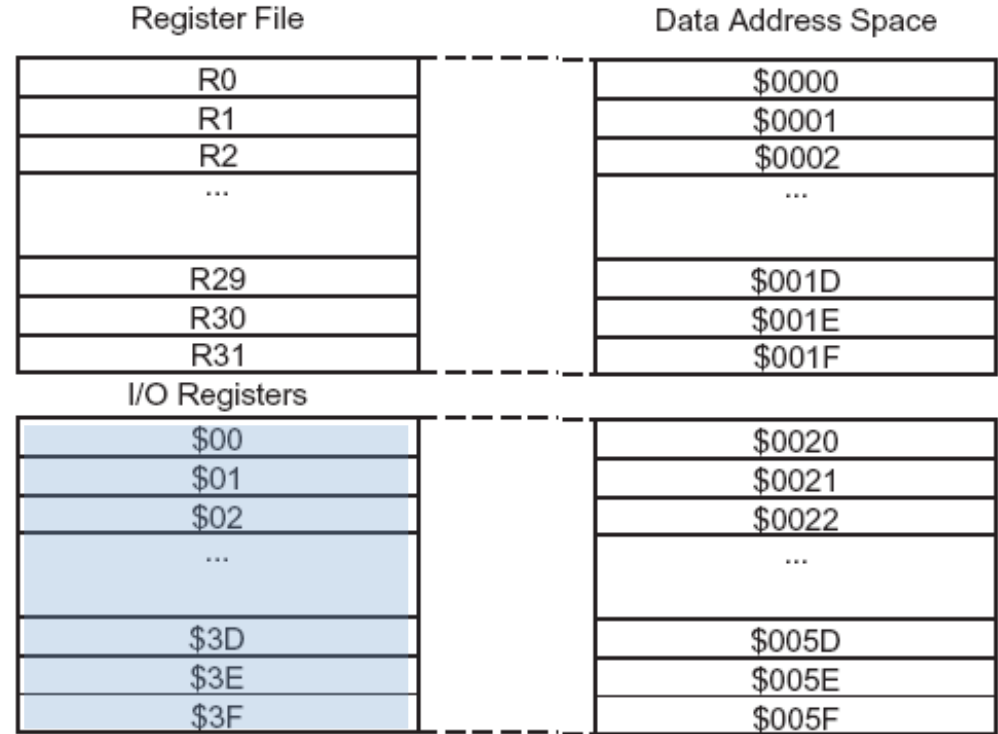 Register File Data Address Space
R0 $0000
R1 $0001
R2 $0002
... ...
R29 $001D
R30 $001E
R31 $001F
I/O Registers
$00 $0020
$01 $0021
$02 $0022
... ...
$3D $005D
$3E $005E
$3F $005F